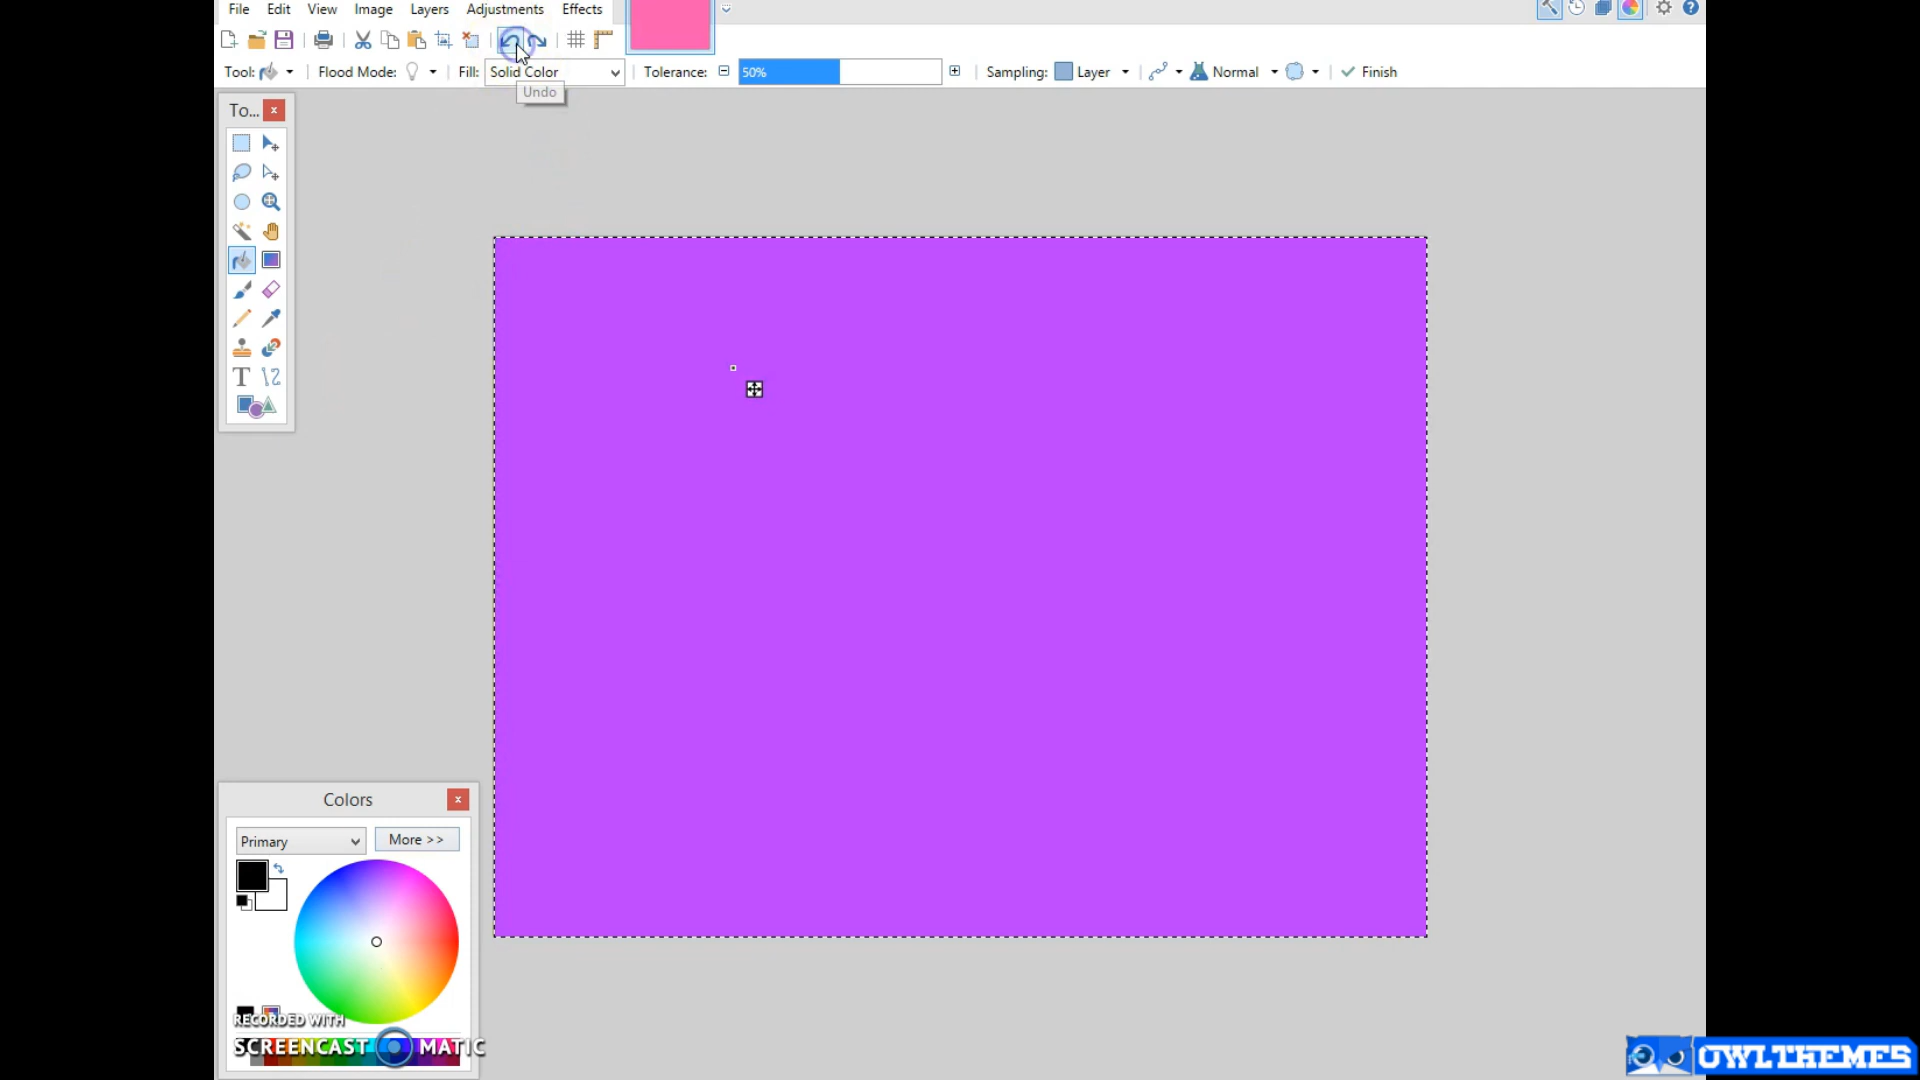 File Edit View Image Layers Adjustments Effects
Tool: Flood Mode: Fill: Solid Color Tolerance: 50% Sampling: Layer Normal Finish
Undo
To...
Colors
Primary More >>
RECORDED WITH
SCREENCAST MATIC
OWLTHEMES